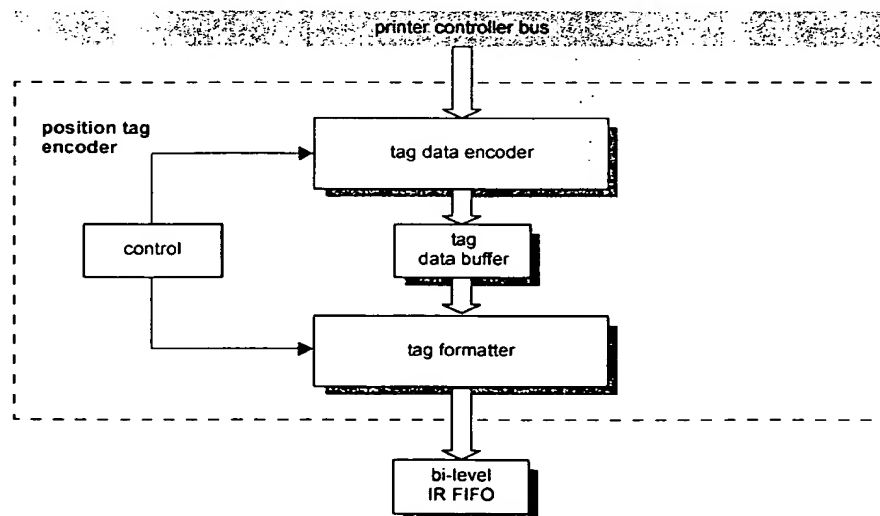 printer controller bus
position tag
encoder
tag data encoder
control
tag
data buffer
tag formatter
bi-level
IR FIFO